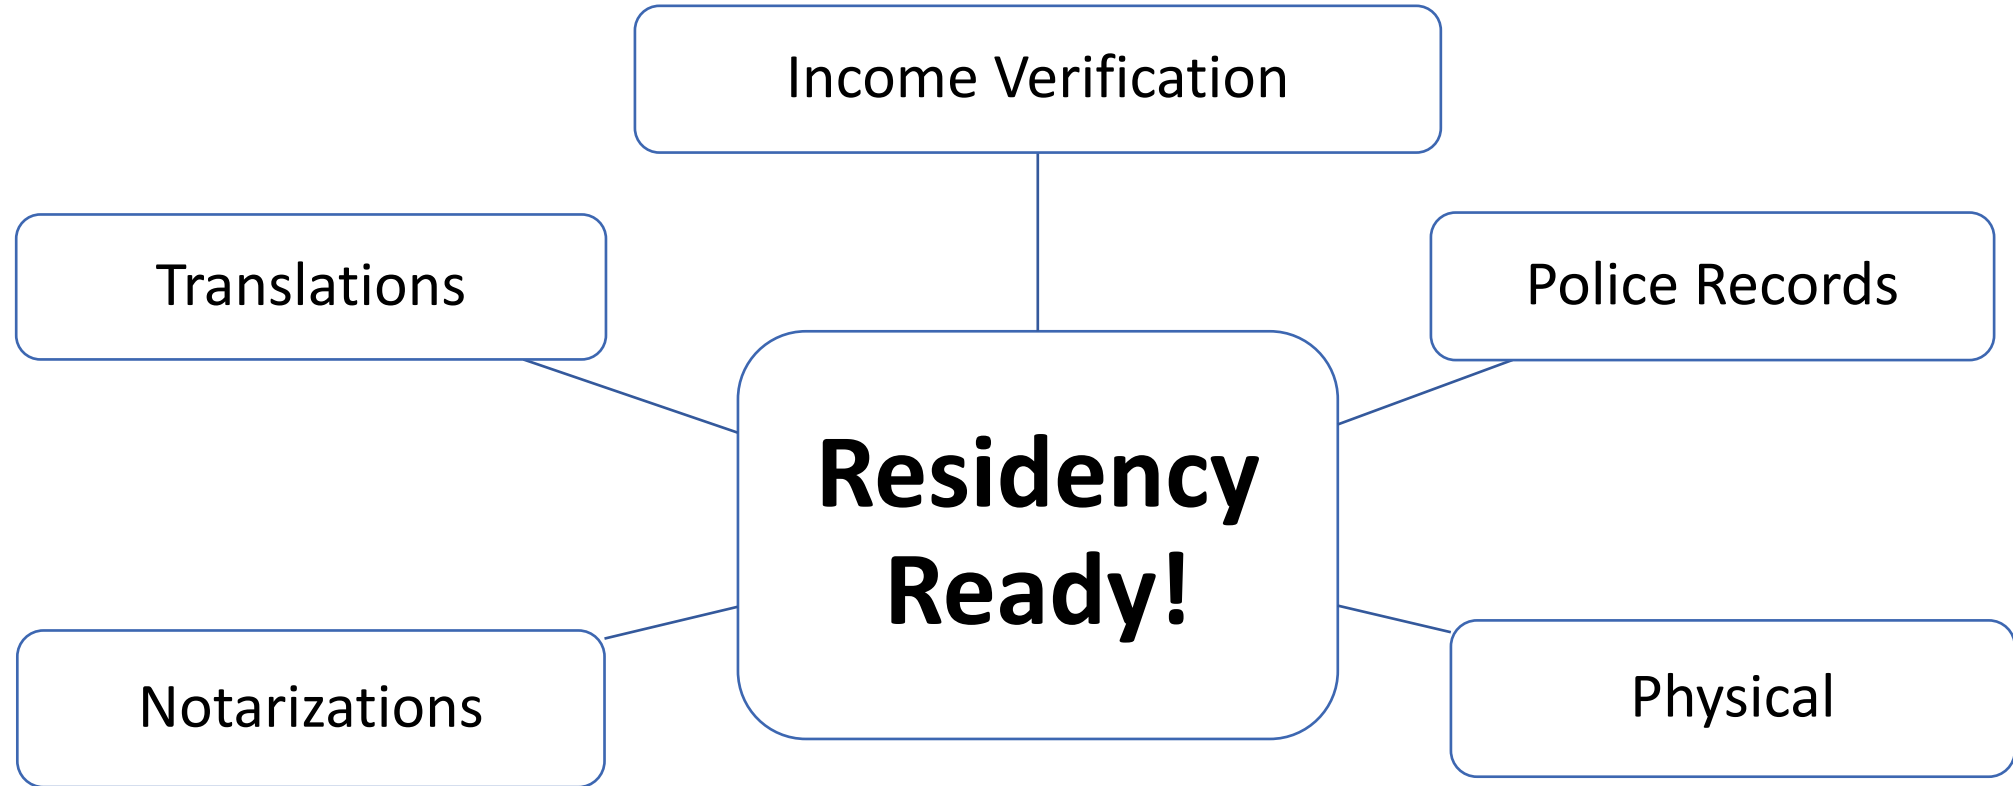 Income Verification
Translations
Police Records
Residency
Ready!
Notarizations
Physical